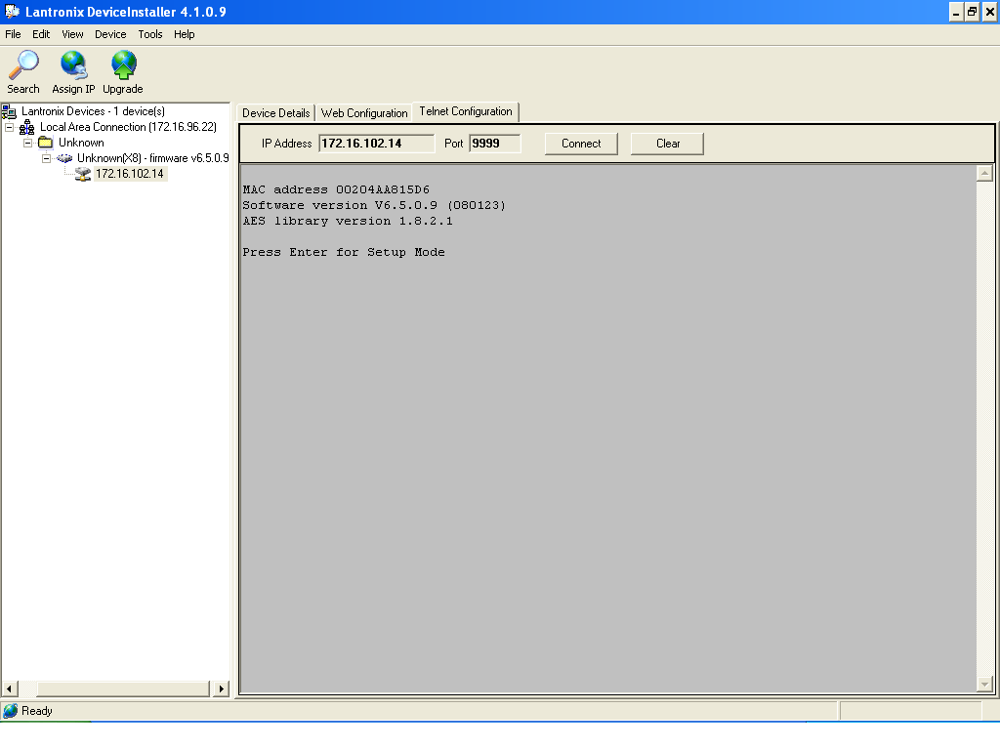 Lantronix DeviceInstaller 4.1.0.9
File Edit View Device Tools Help
Search Assign IP Upgrade
Lantronix Devices - 1 device(s)
Local Area Connection (172.16.96.22)
Unknown
Unknown(X8) - firmware v6.5.0.9
172.16.102.14
Device Details Web Configuration Telnet Configuration
IP Address 172.16.102.14 Port 9999 Connect Clear
MAC address 00204AA815D6
Software version V6.5.0.9 (080123)
AES library version 1.8.2.1
Press Enter for Setup Mode
Ready